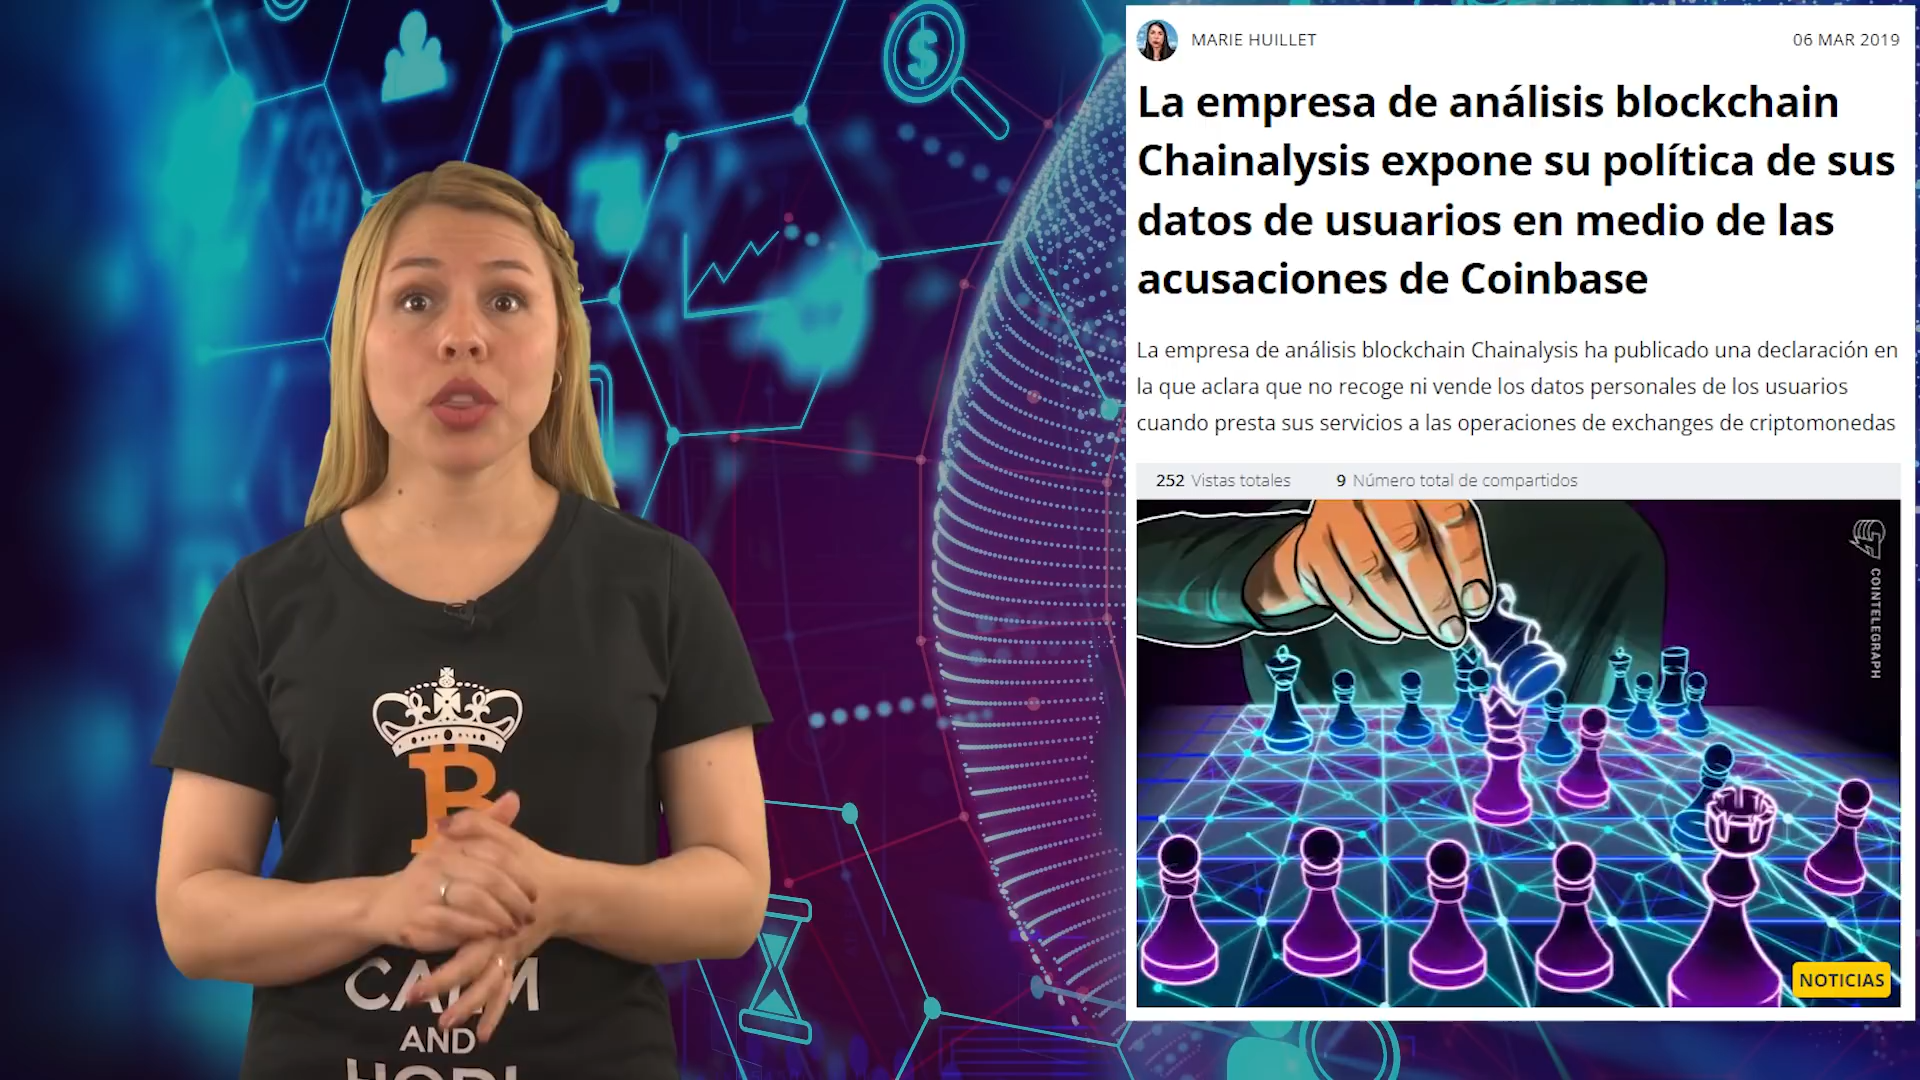 MARIE HUILLET
06 MAR 2019
La empresa de análisis blockchain
Chainalysis expone su política de sus
datos de usuarios en medio de las
acusaciones de Coinbase
La empresa de análisis blockchain Chainalysis ha publicado una declaración en
la que aclara que no recoge ni vende los datos personales de los usuarios
cuando presta sus servicios a las operaciones de exchanges de criptomonedas
252 Vistas totales
9 Número total de compartidos
COINTELEGRAPH
NOTICIAS
CALM
AND
HODL